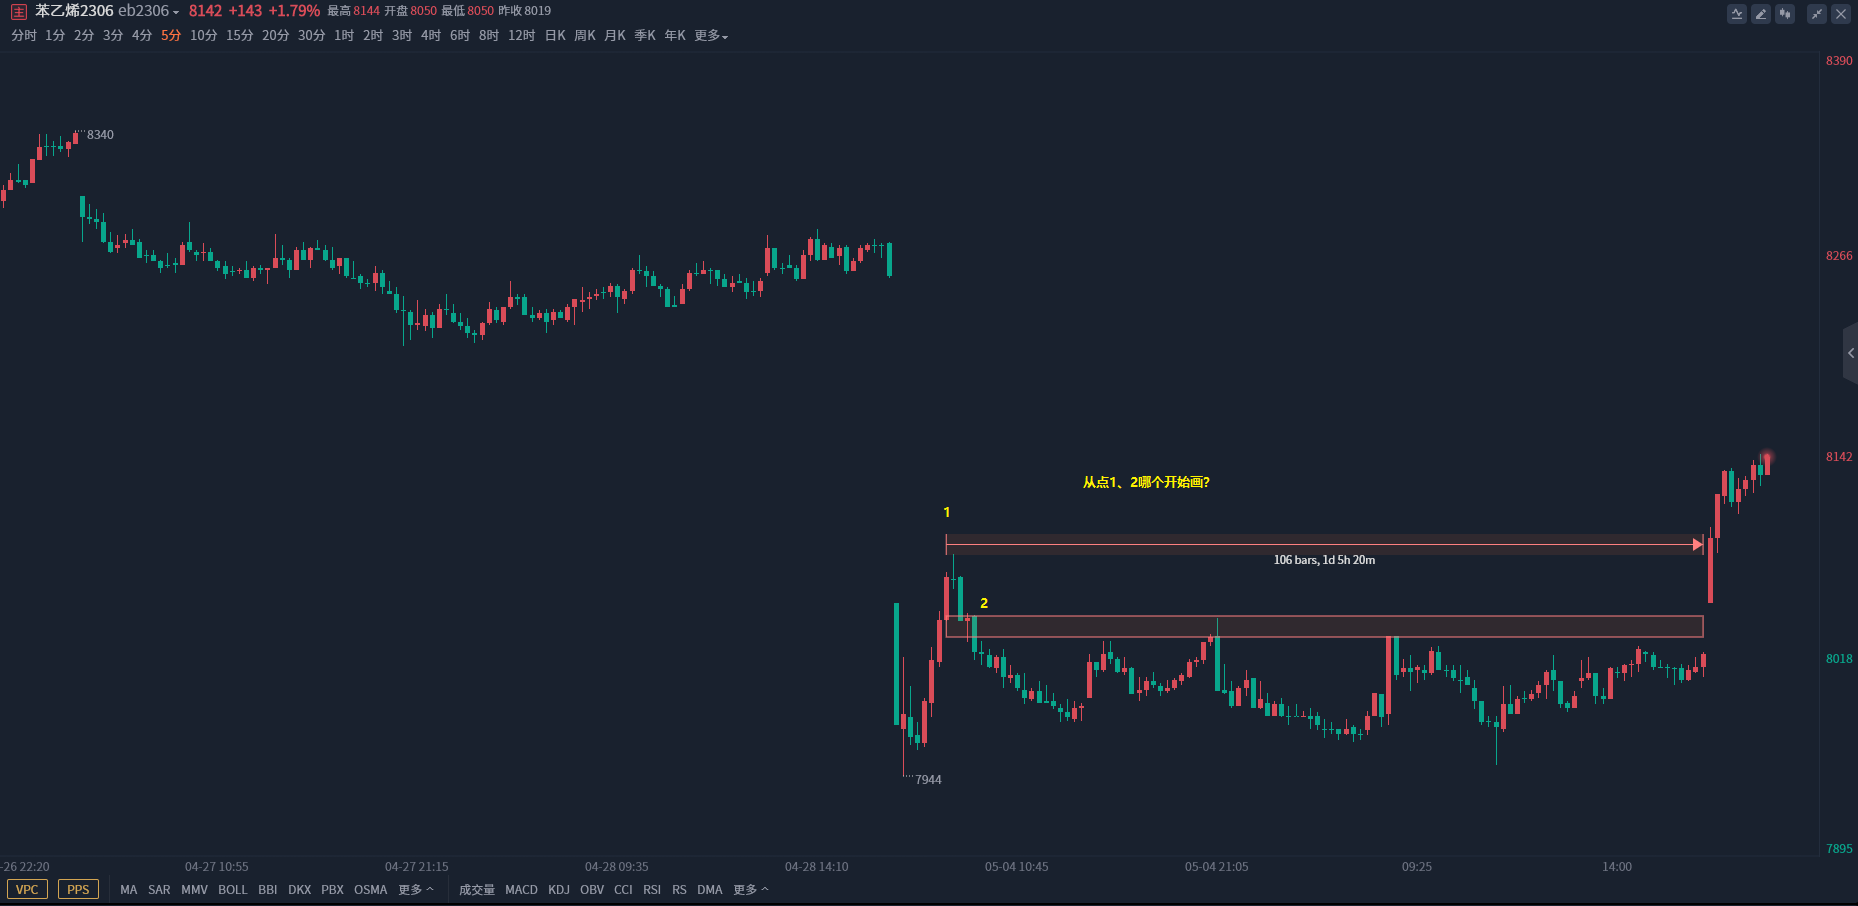 主 苯乙烯2306 eb2306 8142 +143 +1.79% 最高 8144 开盘 8050 最低 8050 昨收 8019
分时 1分 2分 3分 4分 5分 10分 15分 20分 30分 1时 2时 3时 4时 6时 8时 12时 日K 周K 月K 季K 年K 更多
8390
8340
8266
8142
从点1、2哪个开始画?
1
106 bars, 1d 5h 20m
2
8018
7944
7895
-26 22:20 04-27 10:55 04-27 21:15 04-28 09:35 04-28 14:10 05-04 10:45 05-04 21:05 09:25 14:00
VPC PPS MA SAR MMV BOLL BBI DKX PBX OSMA 更多 成交量 MACD KDJ OBV CCI RSI RS DMA 更多